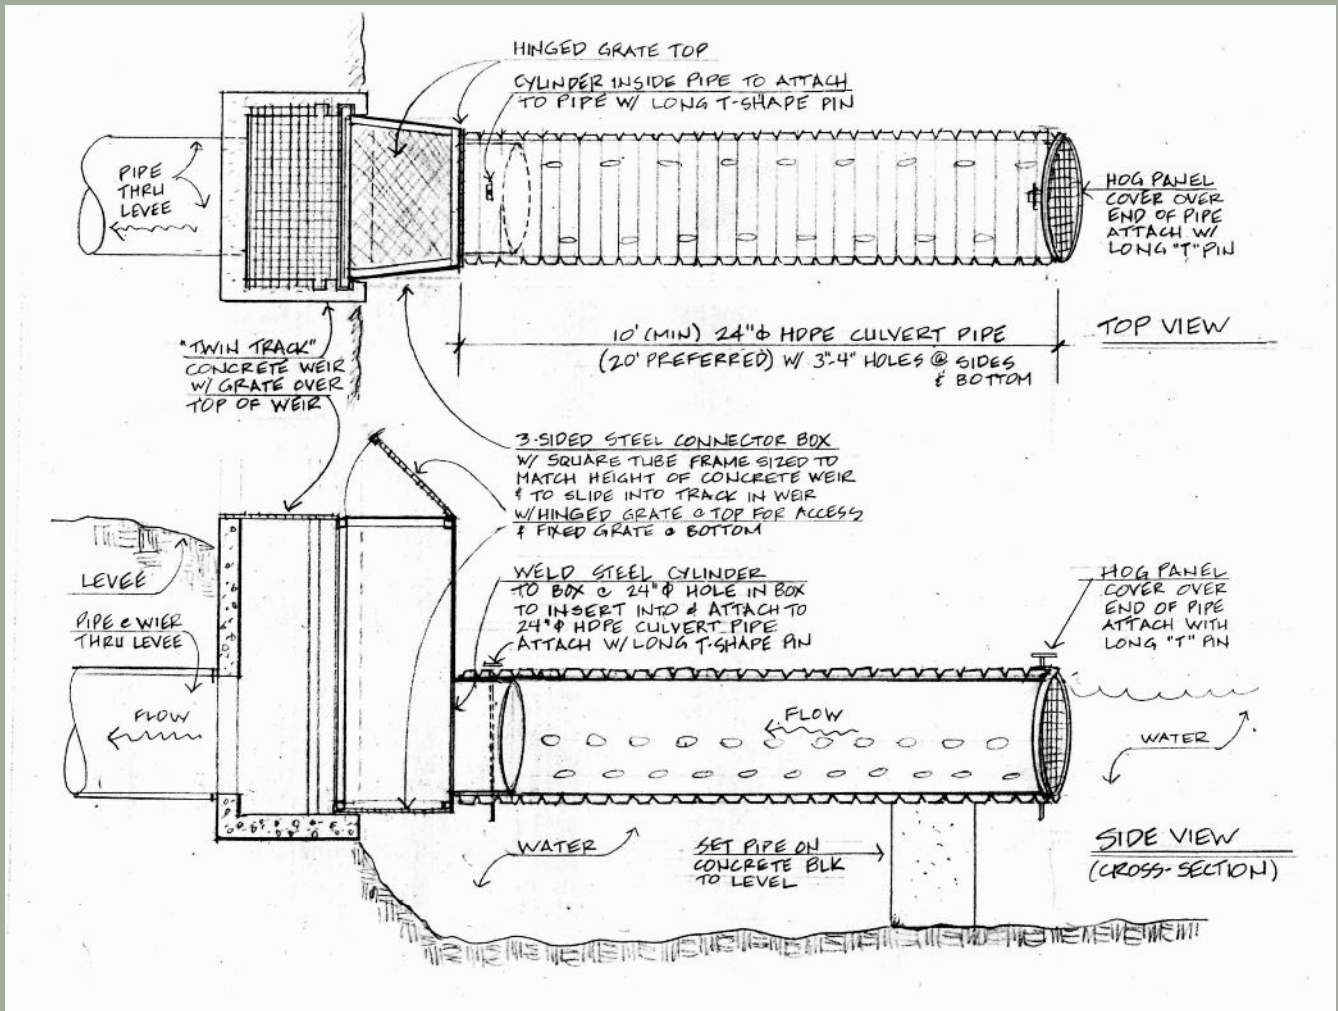 HINGED GRATE TOP
CYLINDER INSIDE PIPE TO ATTACH
TO PIPE W/ LONG T-SHAPE PIN
PIPE
THRU
LEVEE
HOG PANEL
COVER OVER
END OF PIPE
ATTACH W/
LONG "T" PIN
TOP VIEW
10' (MIN) 24"ϕ HDPE CULVERT PIPE
(20' PREFERRED) W/ 3"-4" HOLES @ SIDES
& BOTTOM
"TWIN TRACK"
CONCRETE WEIR
W/ GRATE OVER
TOP OF WEIR
3-SIDED STEEL CONNECTOR BOX
W/ SQUARE TUBE FRAME SIZED TO
MATCH HEIGHT OF CONCRETE WEIR
& TO SLIDE INTO TRACK IN WEIR
W/HINGED GRATE @ TOP FOR ACCESS
& FIXED GRATE @ BOTTOM
LEVEE
PIPE @ WIER
THRU LEVEE
WELD STEEL CYLINDER
TO BOX @ 24"ϕ HOLE IN BOX
TO INSERT INTO & ATTACH TO
24"ϕ HDPE CULVERT PIPE
ATTACH W/ LONG T-SHAPE PIN
HOG PANEL
COVER OVER
END OF PIPE
ATTACH WITH
LONG "T" PIN
FLOW
FLOW
WATER
WATER
SET PIPE ON
CONCRETE BLK
TO LEVEL
SIDE VIEW
(CROSS-SECTION)